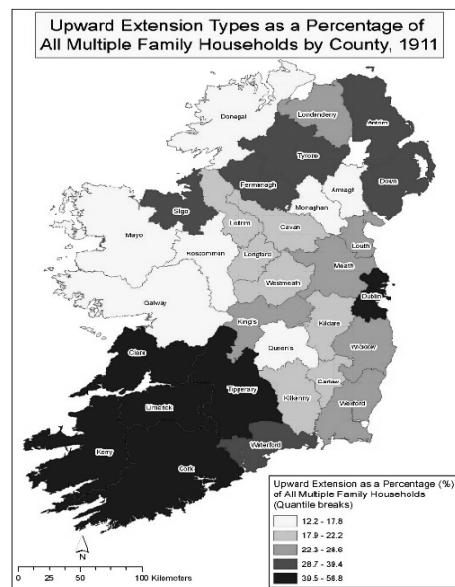 Upward Extension Types as a Percentage of
All Multiple Family Households by County, 1911
Donegal
Londonderry
Antrim
Tyrone
Fermanagh
Down
Armagh
Monaghan
Sligo
Leitrim
Cavan
Mayo
Roscommon
Longford
Louth
Meath
Westmeath
Galway
Dublin
King's
Kildare
Queen's
Wicklow
Clare
Carlow
Tipperary
Kilkenny
Wexford
Limerick
Waterford
Kerry
Cork
Upward Extension as a Percentage (%)
of All Multiple Family Households
(Quantile breaks)
12.2 - 17.8
17.9 - 22.2
22.3 - 28.6
28.7 - 39.4
39.5 - 56.8
N
0 50 100 Kilometers